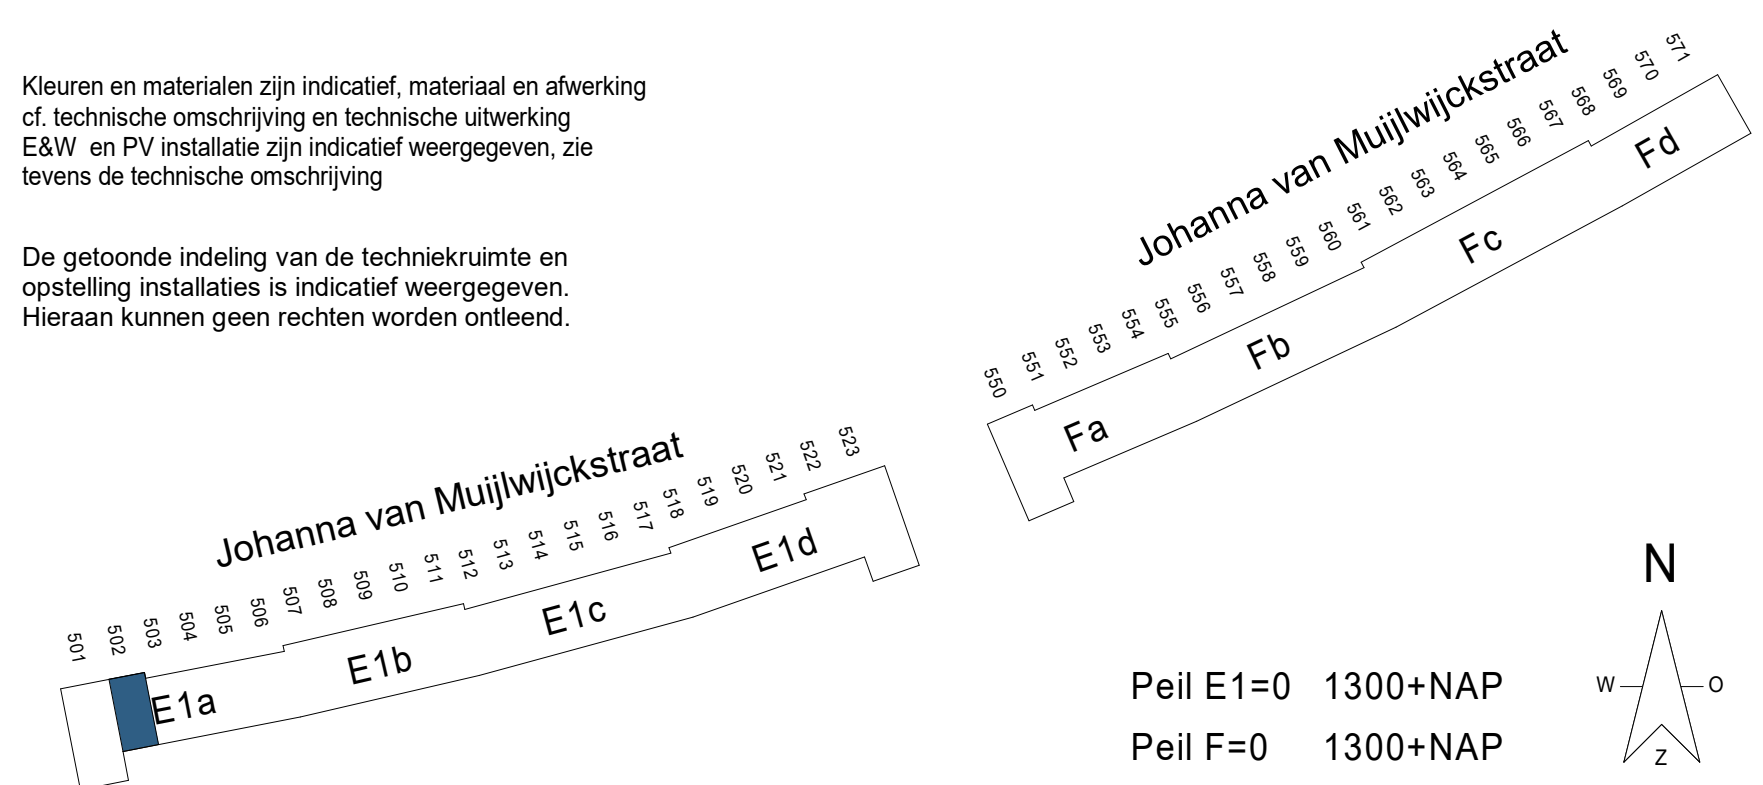 Kleuren en materialen zijn indicatief, materiaal en afwerking
cf. technische omschrijving en technische uitwerking
E&W en PV installatie zijn indicatief weergegeven, zie
tevens de technische omschrijving
De getoonde indeling van de techniekruimte en
opstelling installaties is indicatief weergegeven.
Hieraan kunnen geen rechten worden ontleend.
Johanna van Muijlwijckstraat
501 502 503 504 505 506 507 508 509 510 511 512 513 514 515 516 517 518 519 520 521 522 523
E1a E1b E1c E1d
Johanna van Muijlwijckstraat
550 551 552 553 554 555 556 557 558 559 560 561 562 563 564 565 566 567 568 569 570 571
Fa Fb Fc Fd
Peil E1=0 1300+NAP
Peil F=0 1300+NAP
N
W O
Z